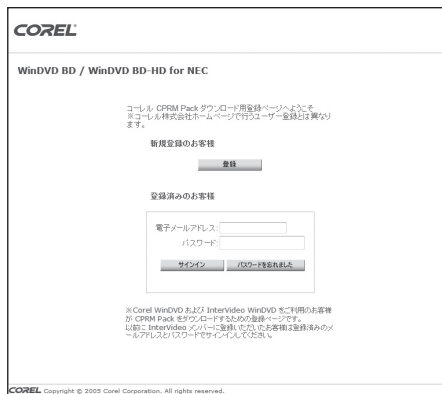 COREL®
WinDVD BD / WinDVD BD-HD for NEC
コーレル CPRM Pack ダウンロード用登録ページへようこそ
※コーレル株式会社ホームページで行うユーザー登録とは異なり
ます。
新規登録のお客様
登録
登録済みのお客様
電子メールアドレス:
パスワード:
サインイン パスワードを忘れました
※Corel WinDVD および InterVideo WinDVD をご利用のお客様
が CPRM Pack をダウンロードするための登録ページです。
以前に InterVideo メンバーに登録いただいたお客様は登録済みのメ
ールアドレスとパスワードでサインインしてください。
COREL Copyright © 2005 Corel Corporation. All rights reserved.